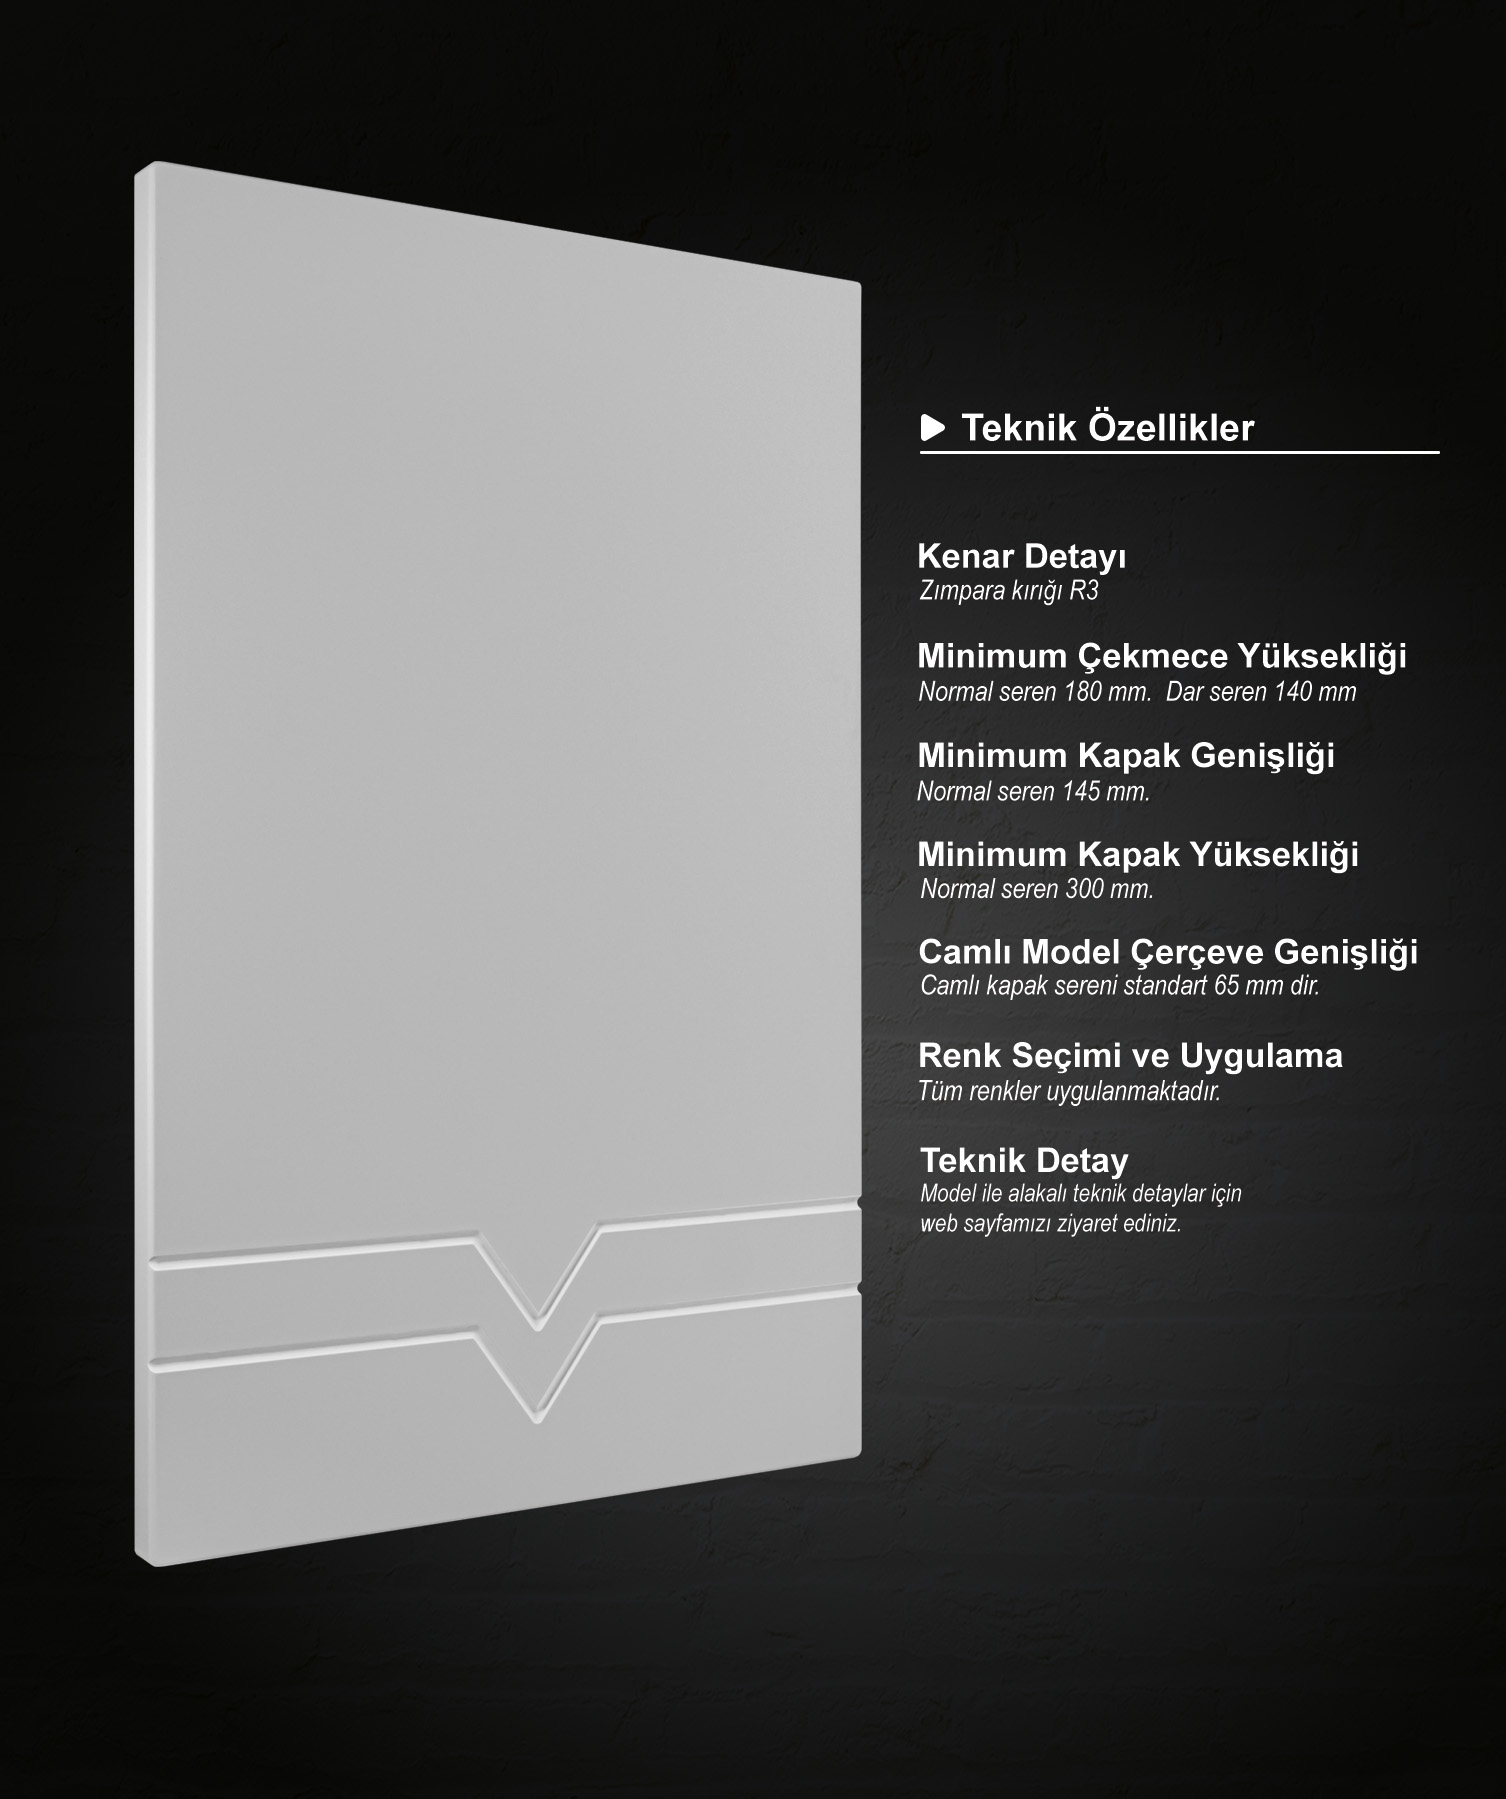 Teknik Özellikler
Kenar Detayı
Zımpara kırığı R3
Minimum Çekmece Yüksekliği
Normal seren 180 mm.  Dar seren 140 mm
Minimum Kapak Genişliği
Normal seren 145 mm.
Minimum Kapak Yüksekliği
Normal seren 300 mm.
Camlı Model Çerçeve Genişliği
Camlı kapak sereni standart 65 mm dir.
Renk Seçimi ve Uygulama
Tüm renkler uygulanmaktadır.
Teknik Detay
Model ile alakalı teknik detaylar için
web sayfamızı ziyaret ediniz.